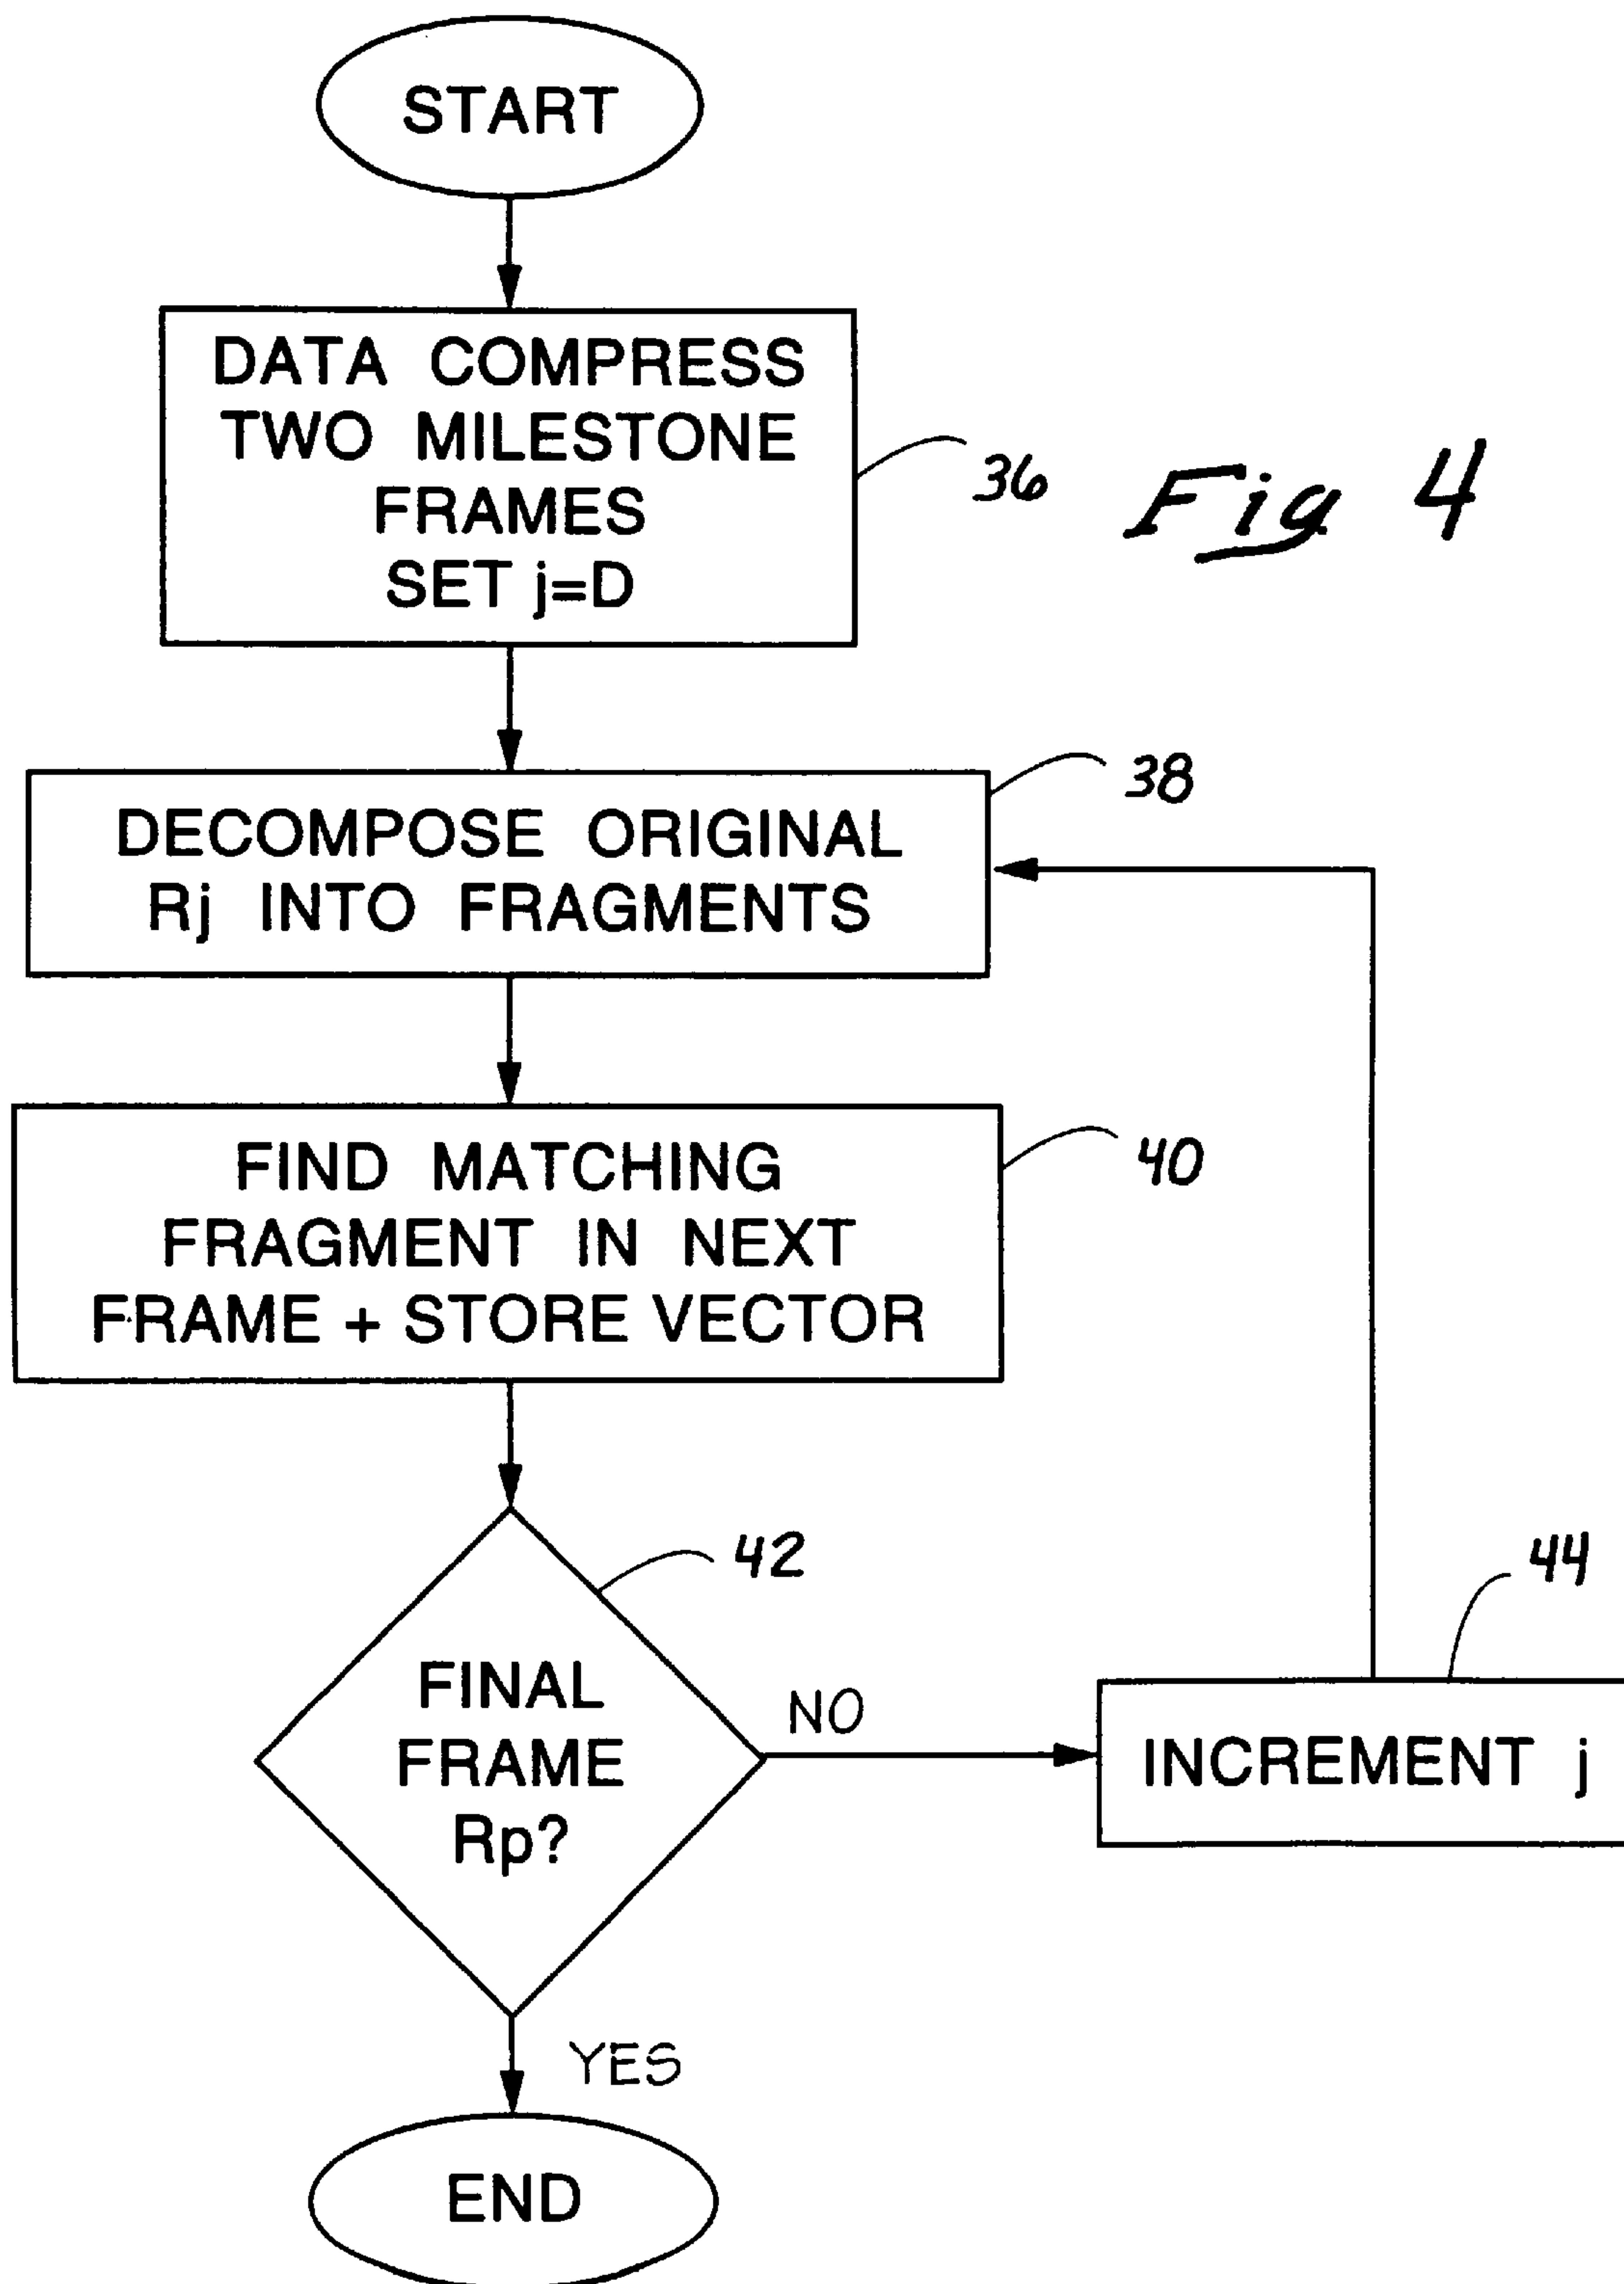 START
DATA COMPRESS
TWO MILESTONE
FRAMES
SET j=D
36
Fig 4
DECOMPOSE ORIGINAL
Rj INTO FRAGMENTS
38
FIND MATCHING
FRAGMENT IN NEXT
FRAME + STORE VECTOR
40
42
FINAL
FRAME
Rp?
NO
44
INCREMENT j
YES
END